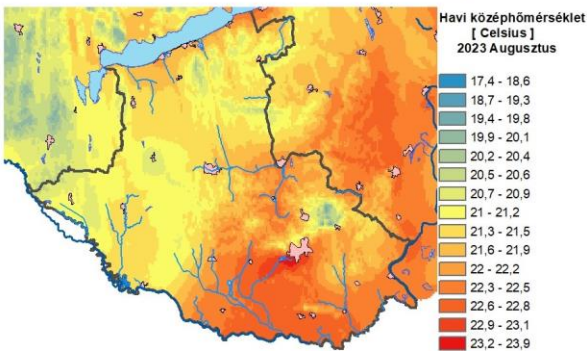 Havi középhőmérséklet
[ Celsius ]
2023 Augusztus
17,4 - 18,6
18,7 - 19,3
19,4 - 19,8
19,9 - 20,1
20,2 - 20,4
20,5 - 20,6
20,7 - 20,9
21 - 21,2
21,3 - 21,5
21,6 - 21,9
22 - 22,2
22,3 - 22,5
22,6 - 22,8
22,9 - 23,1
23,2 - 23,9